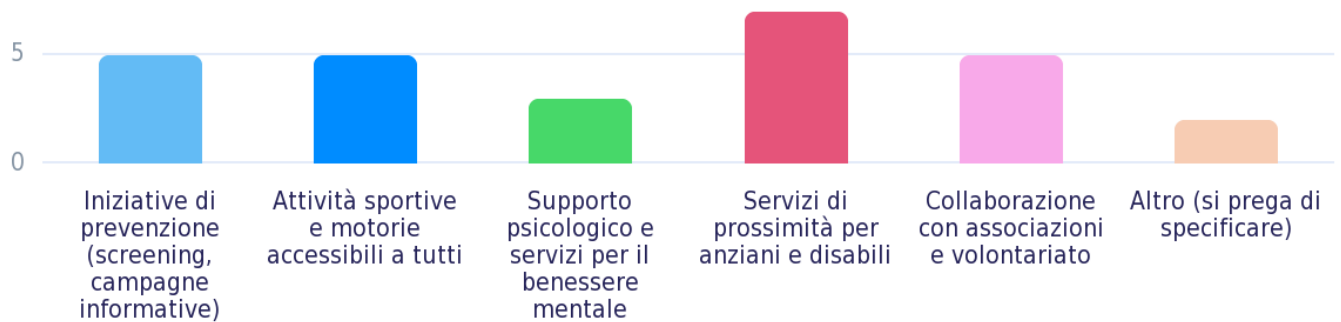 5
0
Iniziative di
prevenzione
(screening,
campagne
informative)
Attività sportive
e motorie
accessibili a tutti
Supporto
psicologico e
servizi per il
benessere
mentale
Servizi di
prossimità per
anziani e disabili
Collaborazione
con associazioni
e volontariato
Altro (si prega di
specificare)